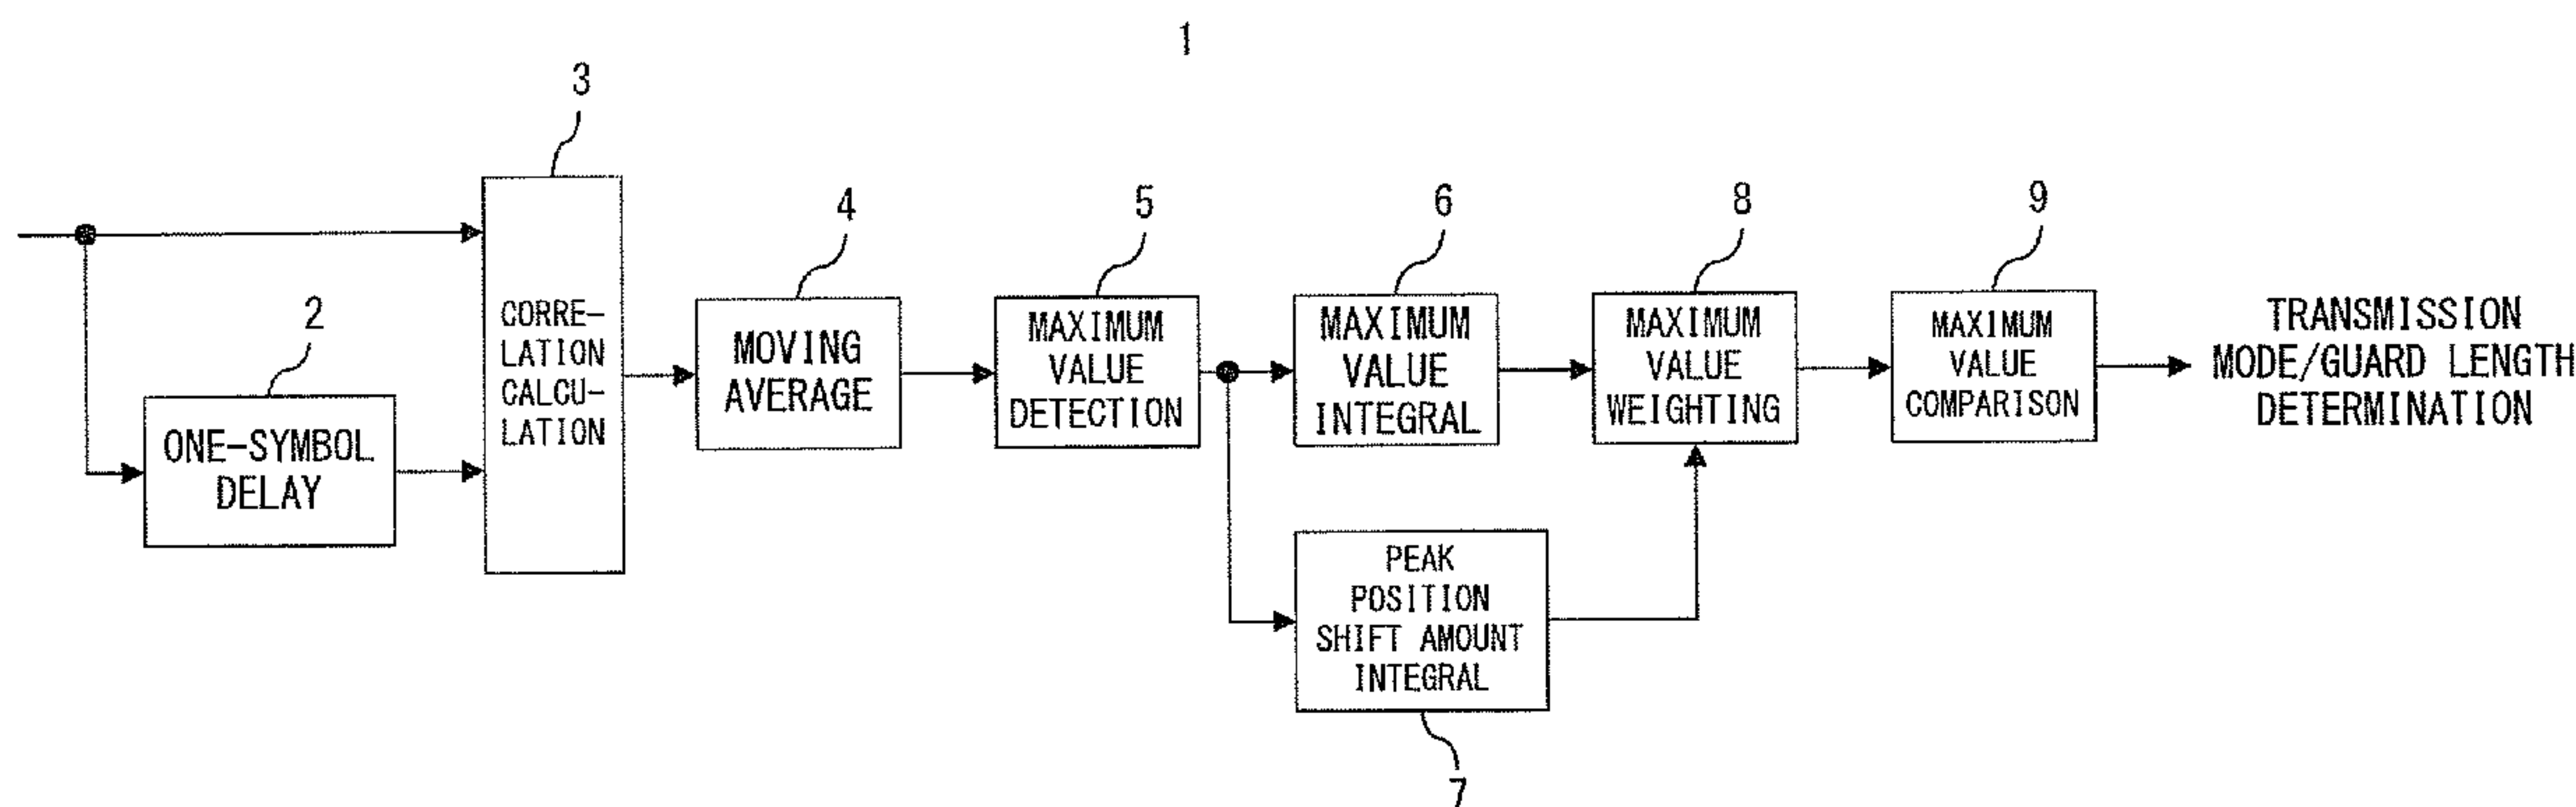 1
3
CORRE-
LATION
CALCU-
LATION
2
ONE-SYMBOL
DELAY
4
MOVING
AVERAGE
5
MAXIMUM
VALUE
DETECTION
6
MAXIMUM
VALUE
INTEGRAL
8
MAXIMUM
VALUE
WEIGHTING
9
MAXIMUM
VALUE
COMPARISON
TRANSMISSION
MODE/GUARD LENGTH
DETERMINATION
PEAK
POSITION
SHIFT AMOUNT
INTEGRAL
7